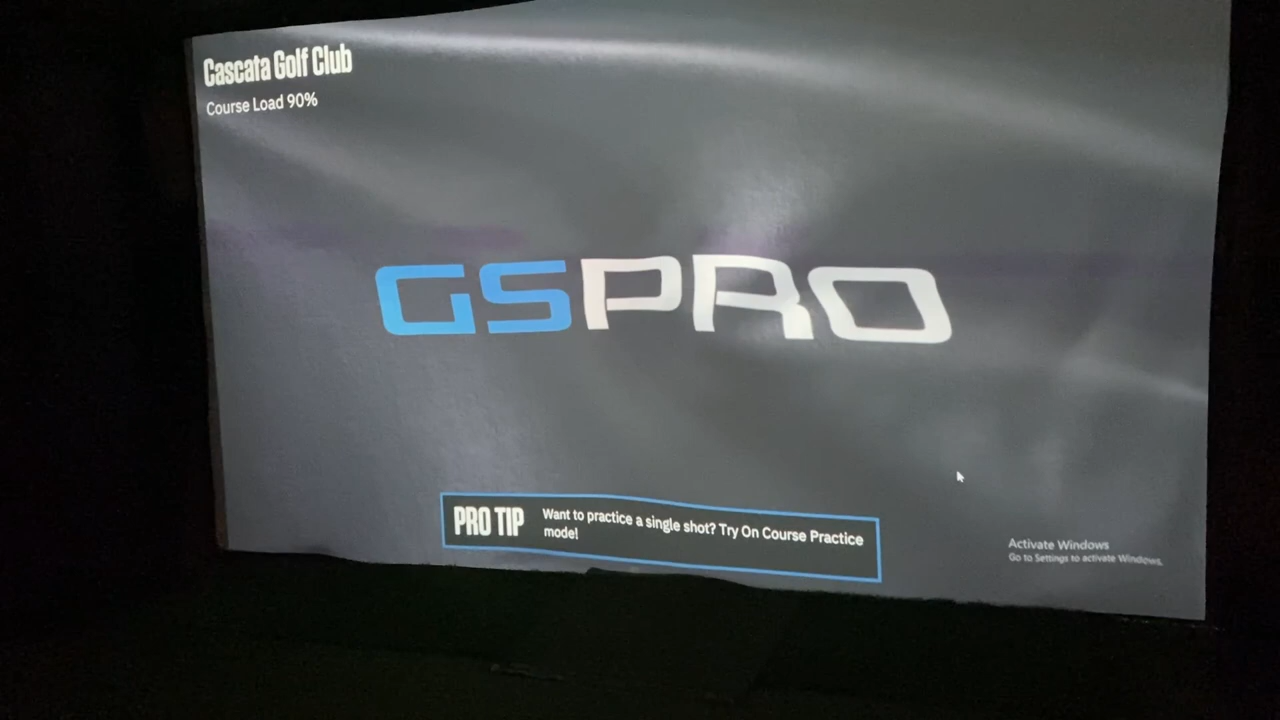 Cascata Golf Club
Course Load 90%
GSPRO
PRO TIP
Want to practice a single shot? Try On Course Practice
mode!
Activate Windows
Go to Settings to activate Windows.